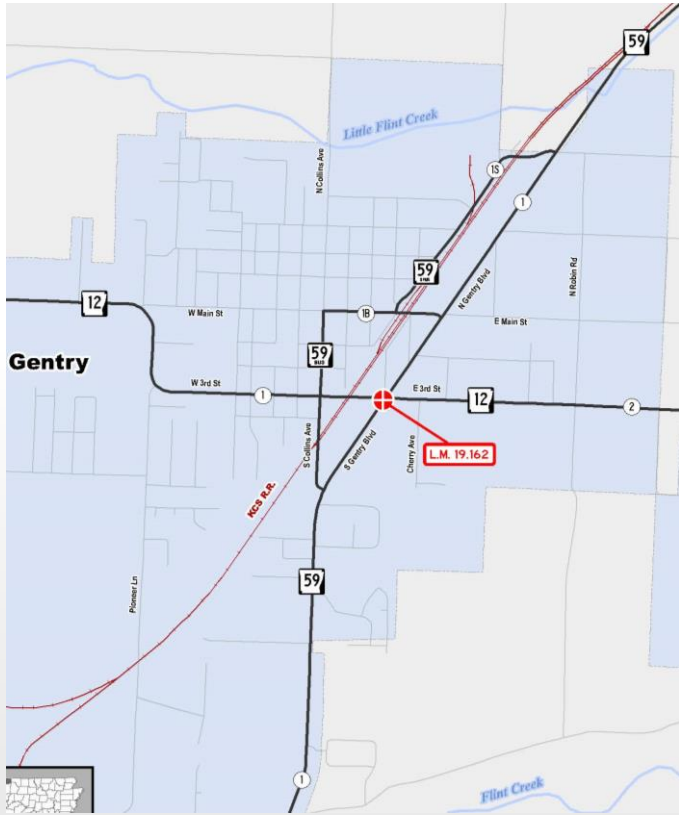 59
Little Flint Creek
N Collins Ave
1S
1
59
SPUR
N Gentry Blvd
N Robin Rd
12
W Main St
1B
E Main St
59
BUS
Gentry
W 3rd St
1
E 3rd St
12
2
S Collins Ave
S Gentry Blvd
Cherry Ave
L.M. 19.162
KCS R.R.
59
Pioneer Ln
1
Flint Creek